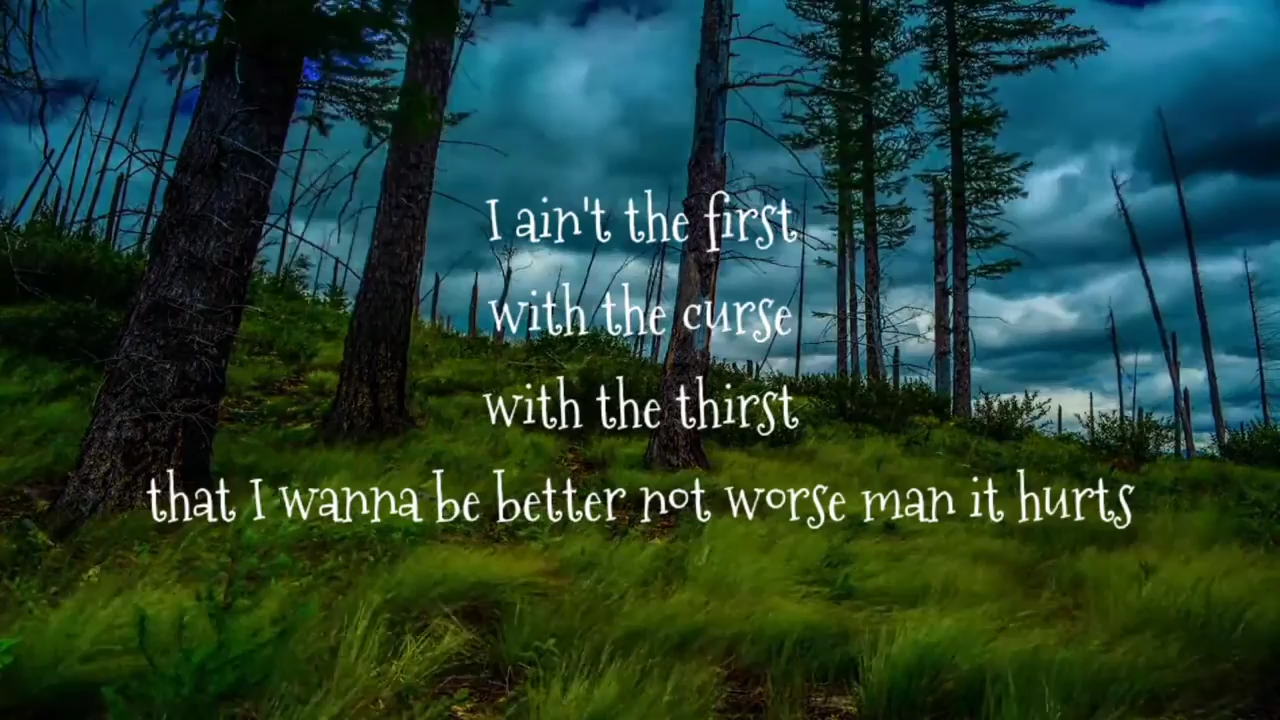 I ain't the first
with the curse
with the thirst
that I wanna be better not worse man it hurts